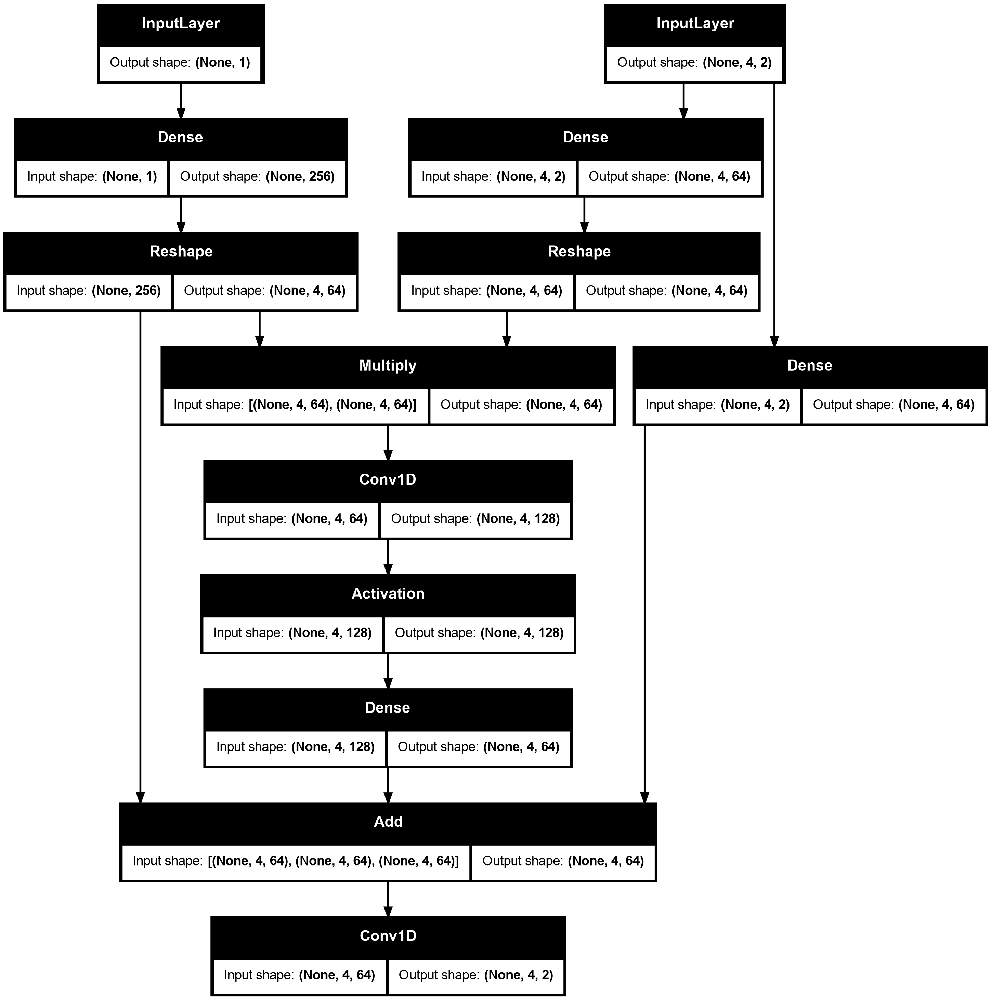 InputLayer
Output shape: (None, 1)
InputLayer
Output shape: (None, 4, 2)
Dense
Input shape: (None, 1) Output shape: (None, 256)
Dense
Input shape: (None, 4, 2) Output shape: (None, 4, 64)
Reshape
Input shape: (None, 256) Output shape: (None, 4, 64)
Reshape
Input shape: (None, 4, 64) Output shape: (None, 4, 64)
Multiply
Input shape: [(None, 4, 64), (None, 4, 64)] Output shape: (None, 4, 64)
Dense
Input shape: (None, 4, 2) Output shape: (None, 4, 64)
Conv1D
Input shape: (None, 4, 64) Output shape: (None, 4, 128)
Activation
Input shape: (None, 4, 128) Output shape: (None, 4, 128)
Dense
Input shape: (None, 4, 128) Output shape: (None, 4, 64)
Add
Input shape: [(None, 4, 64), (None, 4, 64), (None, 4, 64)] Output shape: (None, 4, 64)
Conv1D
Input shape: (None, 4, 64) Output shape: (None, 4, 2)